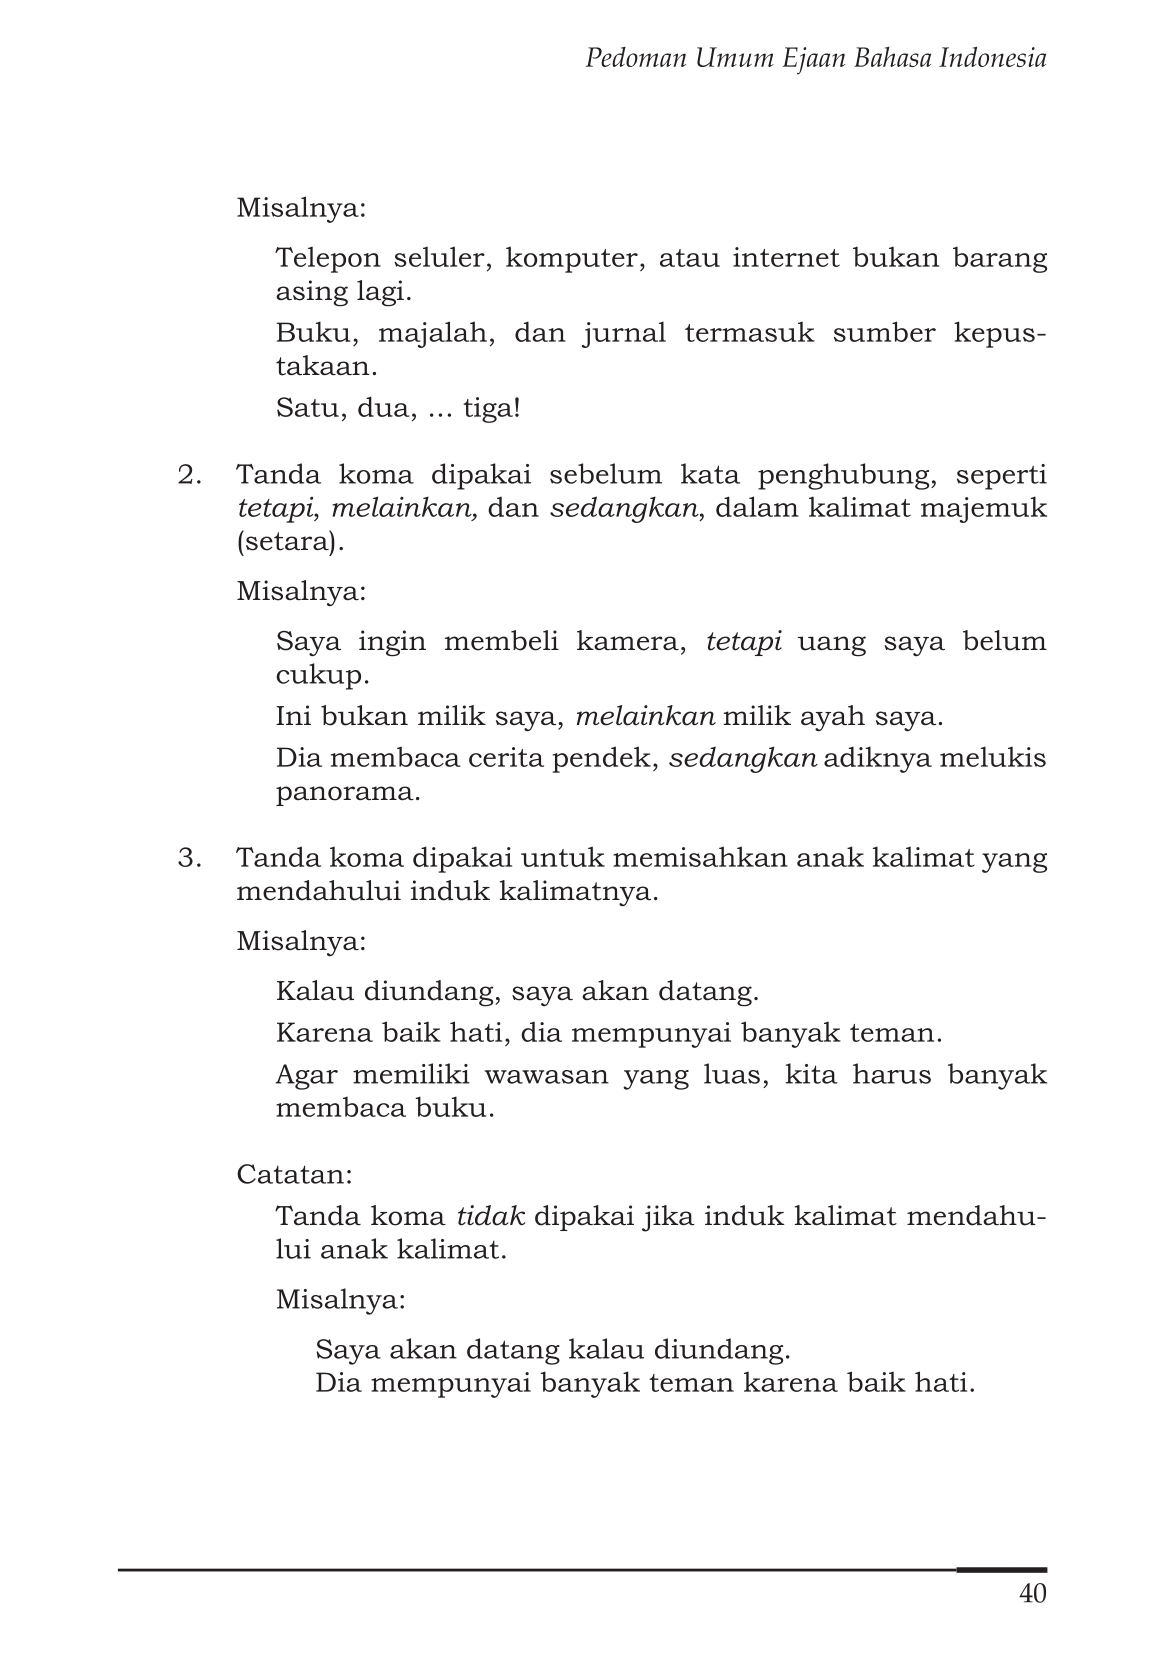 Pedoman Umum Ejaan Bahasa Indonesia
Misalnya:
Telepon seluler, komputer, atau internet bukan barang
asing lagi.
Buku, majalah, dan jurnal termasuk sumber kepus-
takaan.
Satu, dua, ... tiga!
2. Tanda koma dipakai sebelum kata penghubung, seperti
tetapi, melainkan, dan sedangkan, dalam kalimat majemuk
(setara).
Misalnya:
Saya ingin membeli kamera, tetapi uang saya belum
cukup.
Ini bukan milik saya, melainkan milik ayah saya.
Dia membaca cerita pendek, sedangkan adiknya melukis
panorama.
3. Tanda koma dipakai untuk memisahkan anak kalimat yang
mendahului induk kalimatnya.
Misalnya:
Kalau diundang, saya akan datang.
Karena baik hati, dia mempunyai banyak teman.
Agar memiliki wawasan yang luas, kita harus banyak
membaca buku.
Catatan:
Tanda koma tidak dipakai jika induk kalimat mendahu-
lui anak kalimat.
Misalnya:
Saya akan datang kalau diundang.
Dia mempunyai banyak teman karena baik hati.
40